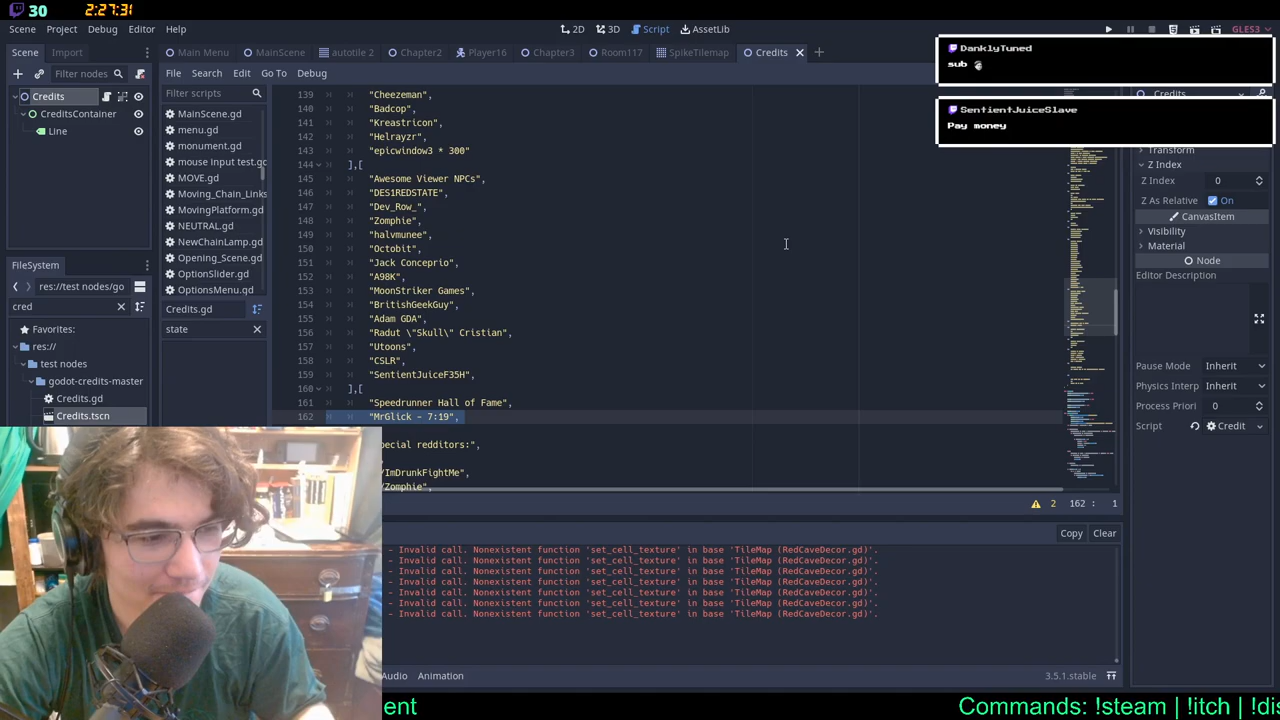 30
2:27:31
Scene
Project
Debug
Editor
Help
2D
3D
Script
AssetLib
GLES3
Scene
Import
Main Menu
MainScene
autotile 2
Chapter2
Player16
Chapter3
Room117
SpikeTilemap
Credits
DanklyTuned
sub
SentientJuiceSlave
Pay money
Filter nodes
Credits
CreditsContainer
Line
File
Search
Edit
Go To
Debug
Filter scripts
MainScene.gd
menu.gd
monument.gd
mouse input test.gd
MOVE.gd
Moving_Chain_Links
MovingPlatform.gd
NEUTRAL.gd
NewChainLamp.gd
Opening_Scene.gd
OptionSlider.gd
OptionsMenu.gd
Credits.gd
state
FileSystem
res://test nodes/go
cred
Favorites:
res://
test nodes
godot-credits-master
Credits.gd
Credits.tscn
139 "Cheezeman",
140 "Badcop",
141 "Kreastricon",
142 "Helrayzr",
143 "epicwindow3 * 300"
144 ],[
145 "Some Viewer NPCs",
146 "DES1REDSTATE",
147 "Dev_Row_",
148 "Zomphie",
149 "halvmunee",
150 "Octobit",
151 "Jack Conceprio",
152 "A98K",
153 "MoonStriker Games",
154 "BritishGeekGuy",
155 GDA",
156 \"Skull\" Cristian",
157 "Utoons",
158 "CSLR",
159 "SentientJuiceF35H",
160 ],[
161 "Speedrunner Hall of Fame",
162 "MrGlick - 7:19",
redditors:"
/ImDrunkFightMe"
"Zomphie",
2
162 :
1
Copy
Clear
- Invalid call. Nonexistent function 'set_cell_texture' in base 'TileMap (RedCaveDecor.gd)'.
- Invalid call. Nonexistent function 'set_cell_texture' in base 'TileMap (RedCaveDecor.gd)'.
- Invalid call. Nonexistent function 'set_cell_texture' in base 'TileMap (RedCaveDecor.gd)'.
- Invalid call. Nonexistent function 'set_cell_texture' in base 'TileMap (RedCaveDecor.gd)'.
- Invalid call. Nonexistent function 'set_cell_texture' in base 'TileMap (RedCaveDecor.gd)'.
- Invalid call. Nonexistent function 'set_cell_texture' in base 'TileMap (RedCaveDecor.gd)'.
- Invalid call. Nonexistent function 'set_cell_texture' in base 'TileMap (RedCaveDecor.gd)'.
Audio
Animation
3.5.1.stable
Credits
Transform
Z Index
Z Index 0
Z As Relative On
CanvasItem
Visibility
Material
Node
Editor Description
Pause Mode Inherit
Physics Interp Inherit
Process Priori 0
Script Credit
ent
Commands: !steam | !itch | !dis